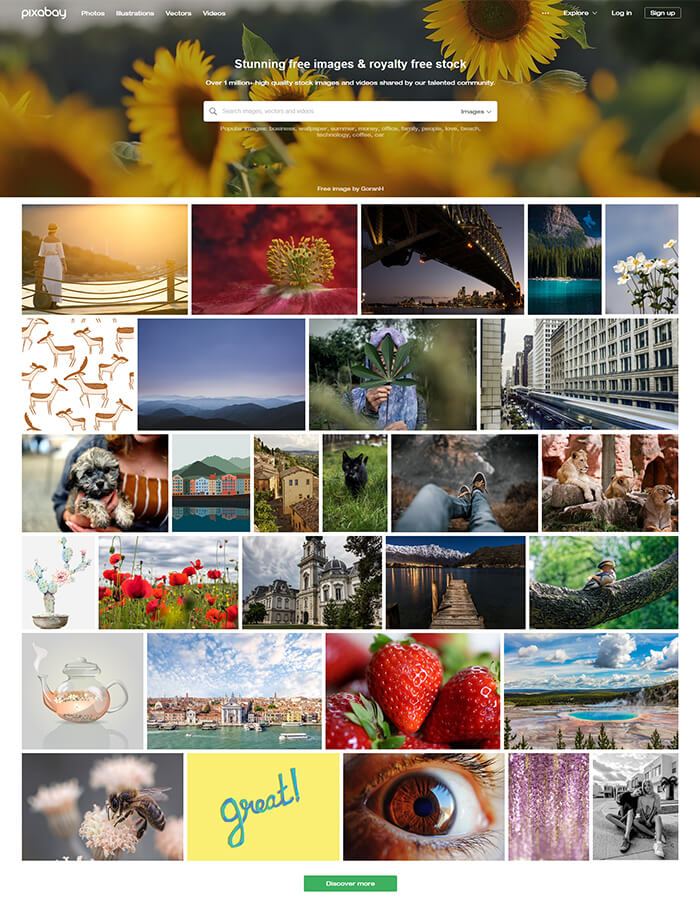 pixabay Photos Illustrations Vectors Videos ··· Explore Log in Sign up
Stunning free images & royalty free stock
Over 1 million+ high quality stock images and videos shared by our talented community.
Search images, vectors and videos Images
Popular images: business, wallpaper, summer, money, office, family, people, love, beach,
technology, coffee, car
Free image by GoranH
great!
Discover more